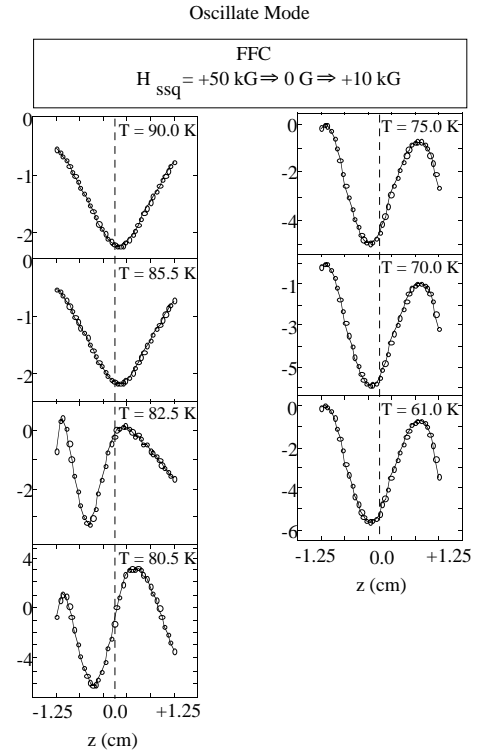 Oscillate Mode
FFC
H ssq = +50 kG ⇒ 0 G ⇒ +10 kG
0
T = 90.0 K
-1
-2
0
T = 85.5 K
-1
-2
0
T = 82.5 K
-2
4
T = 80.5 K
0
-4
-1.25 0.0 +1.25
z (cm)
0
T = 75.0 K
-2
-4
T = 70.0 K
-1
-3
-5
0
T = 61.0 K
-2
-4
-6
-1.25 0.0 +1.25
z (cm)